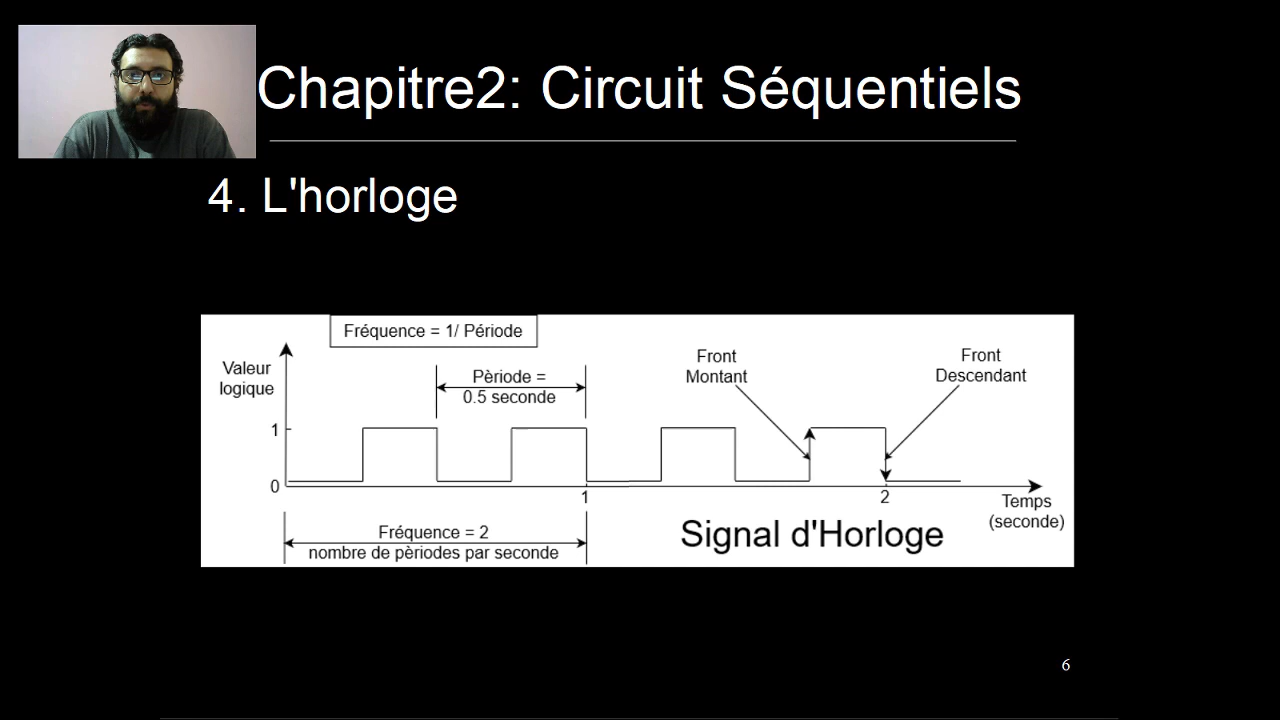 Chapitre2: Circuit Séquentiels
4. L'horloge
Fréquence = 1/ Période
Valeur
logique
Pèriode =
0.5 seconde
Front
Montant
Front
Descendant
1
0
1
2
Temps
(seconde)
Fréquence = 2
nombre de pèriodes par seconde
Signal d'Horloge
6